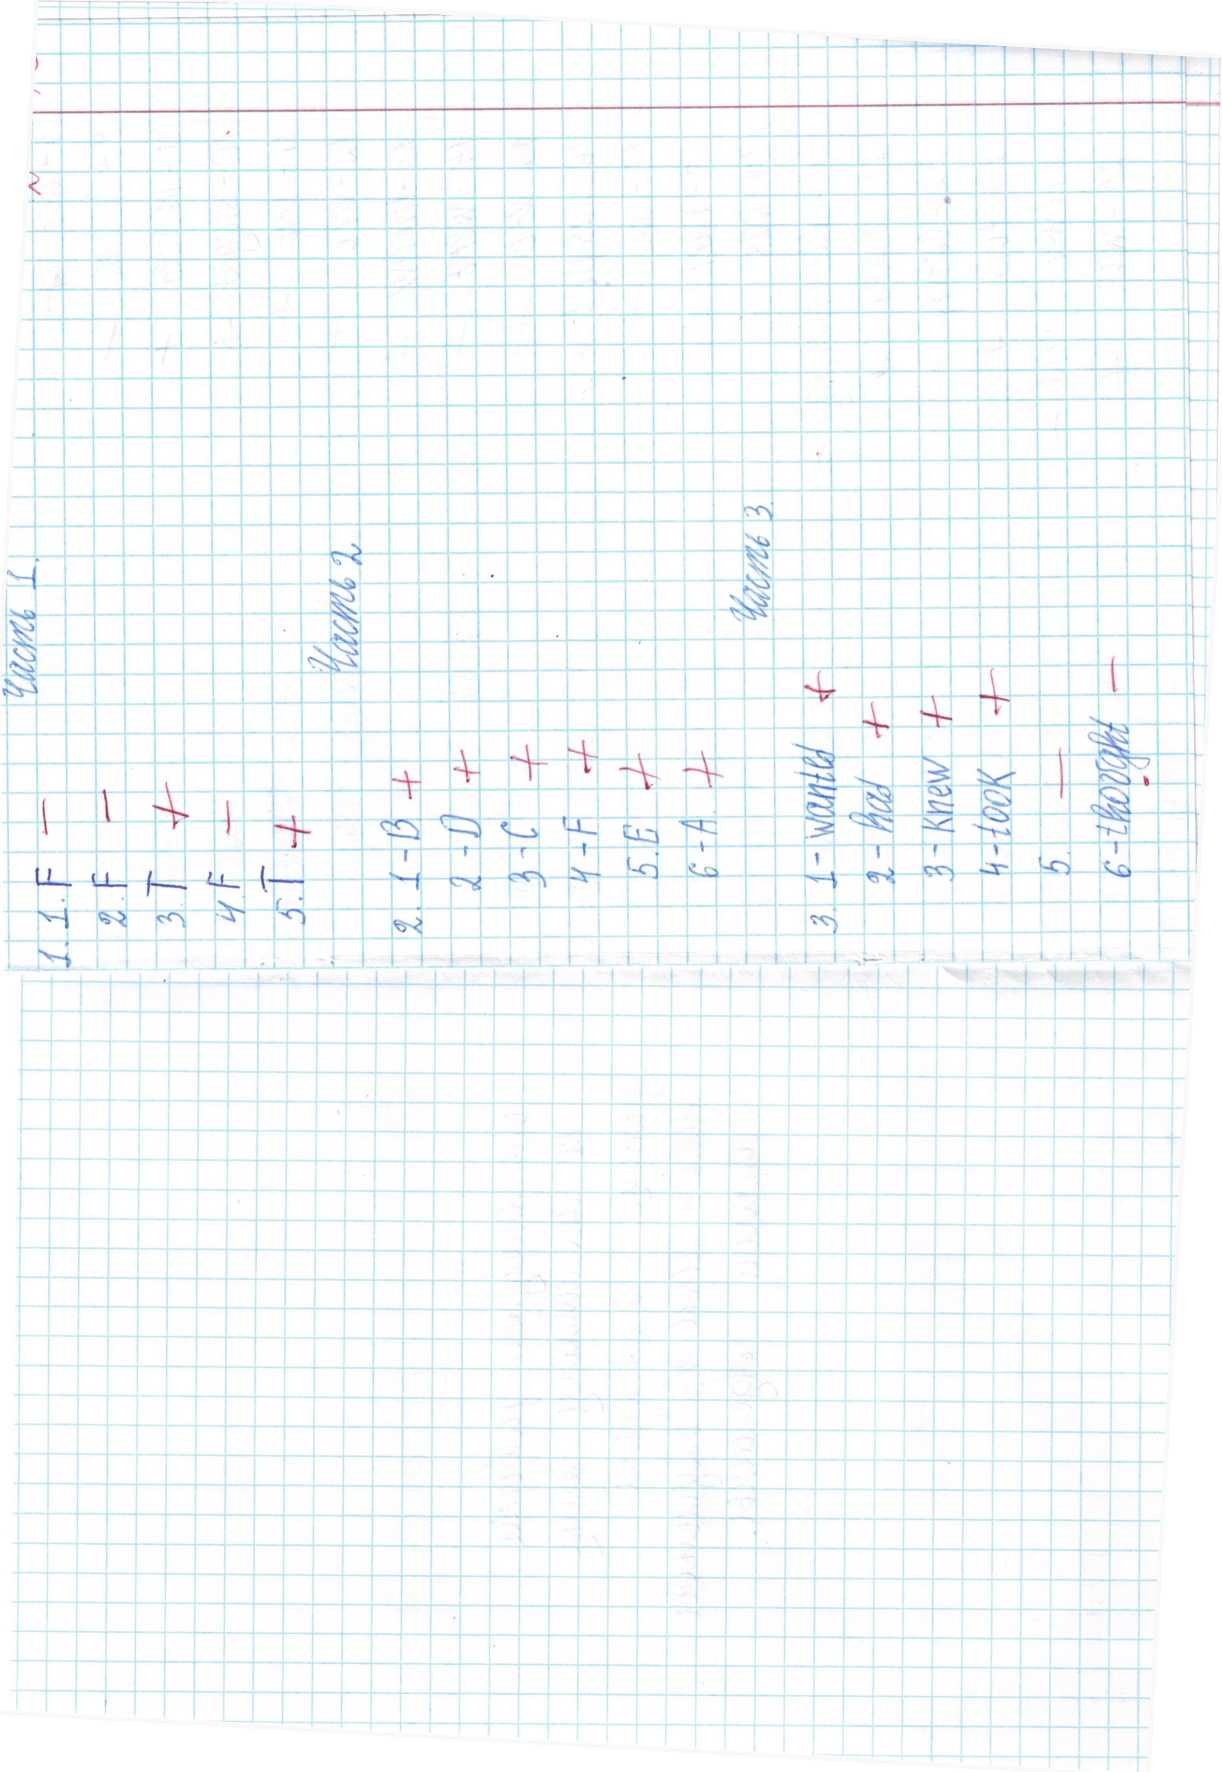 Часть 1.
1. 1. F —
2. F —
3. T +
4. F —
5. T +
Часть 2
2. 1-B +
2-D +
3-C +
4-F +
5. E +
6-A. +
Часть 3.
3. 1-wanted +
2-had +
3-knew +
4-took +
5. —
6-thooght —